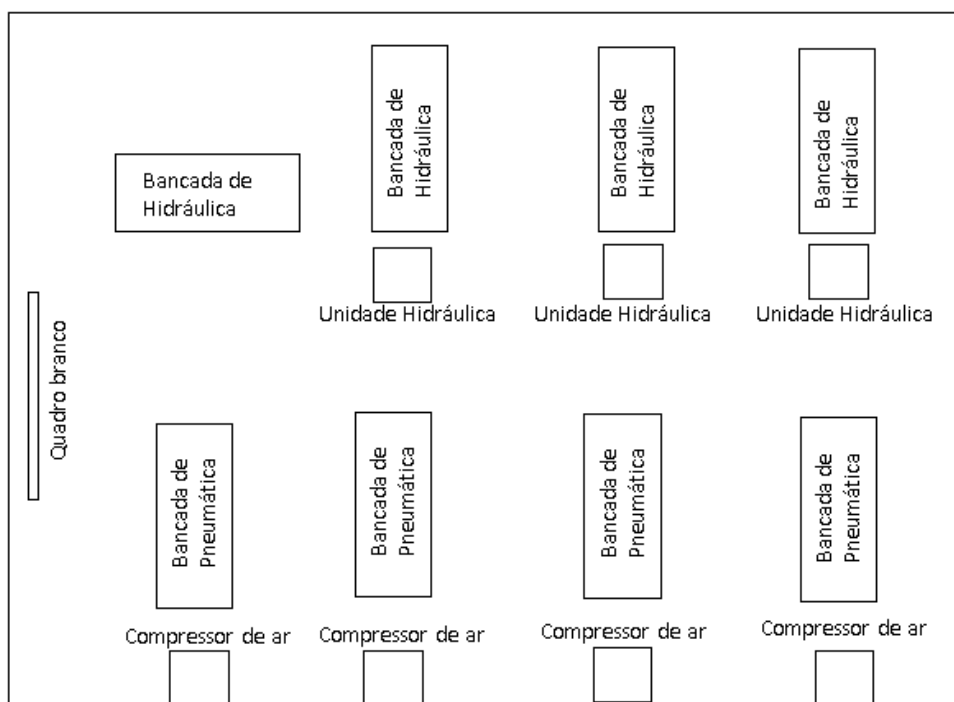 Bancada de
Hidráulica
Bancada de
Hidráulica
Bancada de
Hidráulica
Bancada de
Hidráulica
Unidade Hidráulica
Unidade Hidráulica
Unidade Hidráulica
Quadro branco
Bancada de
Pneumática
Bancada de
Pneumática
Bancada de
Pneumática
Bancada de
Pneumática
Compressor de ar
Compressor de ar
Compressor de ar
Compressor de ar